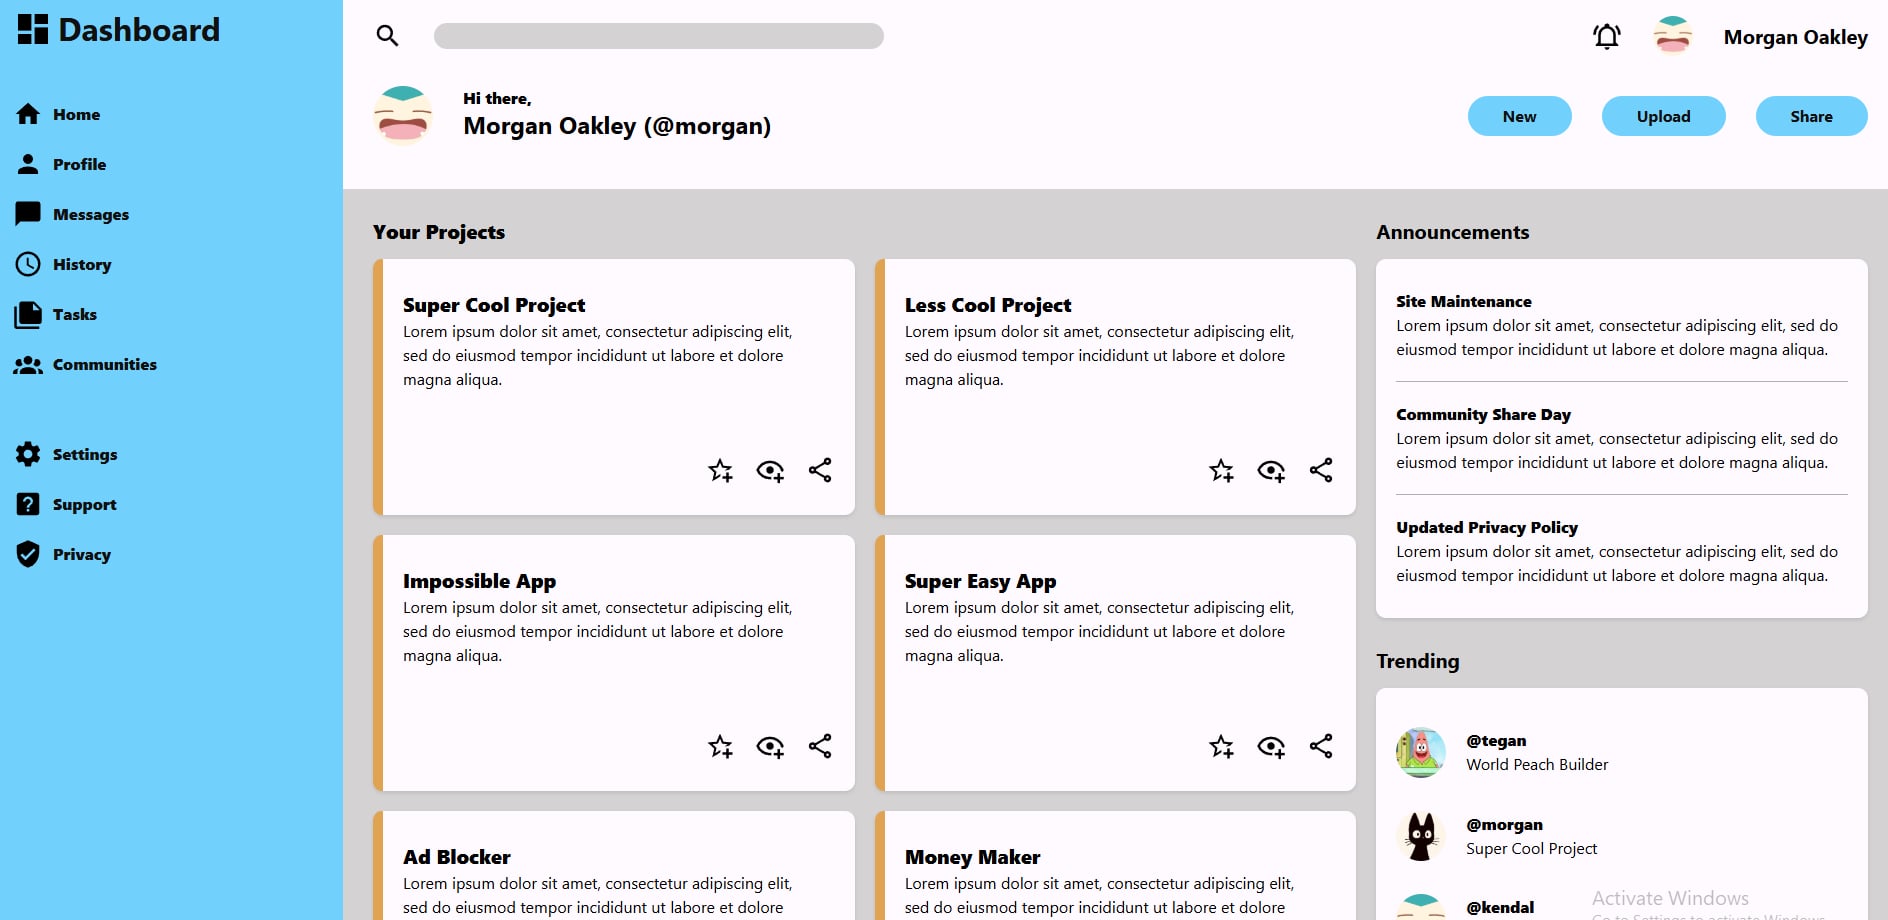 Dashboard
Home
Profile
Messages
History
Tasks
Communities
Settings
Support
Privacy
Morgan Oakley
Hi there,
Morgan Oakley (@morgan)
New
Upload
Share
Your Projects
Super Cool Project
Lorem ipsum dolor sit amet, consectetur adipiscing elit,
sed do eiusmod tempor incididunt ut labore et dolore
magna aliqua.
Less Cool Project
Lorem ipsum dolor sit amet, consectetur adipiscing elit,
sed do eiusmod tempor incididunt ut labore et dolore
magna aliqua.
Impossible App
Lorem ipsum dolor sit amet, consectetur adipiscing elit,
sed do eiusmod tempor incididunt ut labore et dolore
magna aliqua.
Super Easy App
Lorem ipsum dolor sit amet, consectetur adipiscing elit,
sed do eiusmod tempor incididunt ut labore et dolore
magna aliqua.
Ad Blocker
Lorem ipsum dolor sit amet, consectetur adipiscing elit,
sed do eiusmod tempor incididunt ut labore et dolore
Money Maker
Lorem ipsum dolor sit amet, consectetur adipiscing elit,
sed do eiusmod tempor incididunt ut labore et dolore
Announcements
Site Maintenance
Lorem ipsum dolor sit amet, consectetur adipiscing elit, sed do
eiusmod tempor incididunt ut labore et dolore magna aliqua.
Community Share Day
Lorem ipsum dolor sit amet, consectetur adipiscing elit, sed do
eiusmod tempor incididunt ut labore et dolore magna aliqua.
Updated Privacy Policy
Lorem ipsum dolor sit amet, consectetur adipiscing elit, sed do
eiusmod tempor incididunt ut labore et dolore magna aliqua.
Trending
@tegan
World Peach Builder
@morgan
Super Cool Project
@kendal
Activate Windows
Go to Settings to activate Windows.